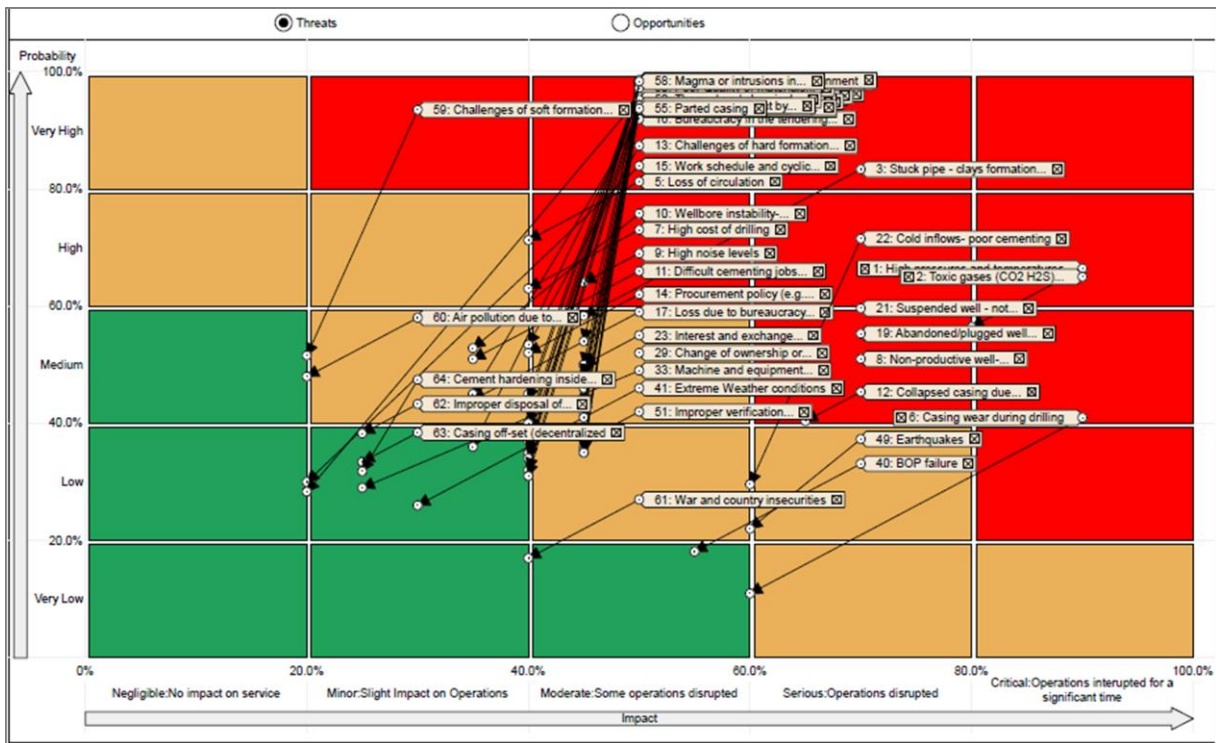 Threats
Opportunities
Probability
100.0%
58: Magma or intrusions in...
nment
59: Challenges of soft formation...
55: Parted casing
t by...
Bureaucracy in the tendering...
Very High
13: Challenges of hard formation...
15: Work schedule and cyclic...
3: Stuck pipe - clays formation...
5: Loss of circulation
80.0%
10: Wellbore instability-...
7: High cost of drilling
22: Cold inflows- poor cementing
High
9: High noise levels
1: High pressures and temperatures
11: Difficult cementing jobs...
2: Toxic gases (CO2 H2S)...
14: Procurement policy (e.g....
60.0%
21: Suspended well - not...
17: Loss due to bureaucracy...
60: Air pollution due to...
19: Abandoned/plugged well...
23: Interest and exchange...
29: Change of ownership or...
8: Non-productive well-...
Medium
33: Machine and equipment...
64: Cement hardening inside...
41: Extreme Weather conditions
12: Collapsed casing due...
62: Improper disposal of...
51: Improper verification...
6: Casing wear during drilling
40.0%
63: Casing off-set (decentralized
49: Earthquakes
40: BOP failure
Low
61: War and country insecurities
20.0%
Very Low
0%
20.0%
40.0%
60.0%
80.0%
100.0%
Negligible:No impact on service
Minor:Slight Impact on Operations
Moderate:Some operations disrupted
Serious:Operations disrupted
Critical:Operations interupted for a
significant time
Impact